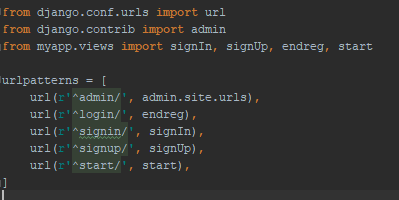 from django.conf.urls import url
from django.contrib import admin
from myapp.views import signIn, signUp, endreg, start
urlpatterns = [
    url(r'^admin/', admin.site.urls),
    url(r'^login/', endreg),
    url(r'^signin/', signIn),
    url(r'^signup/', signUp),
    url(r'^start/', start),
]